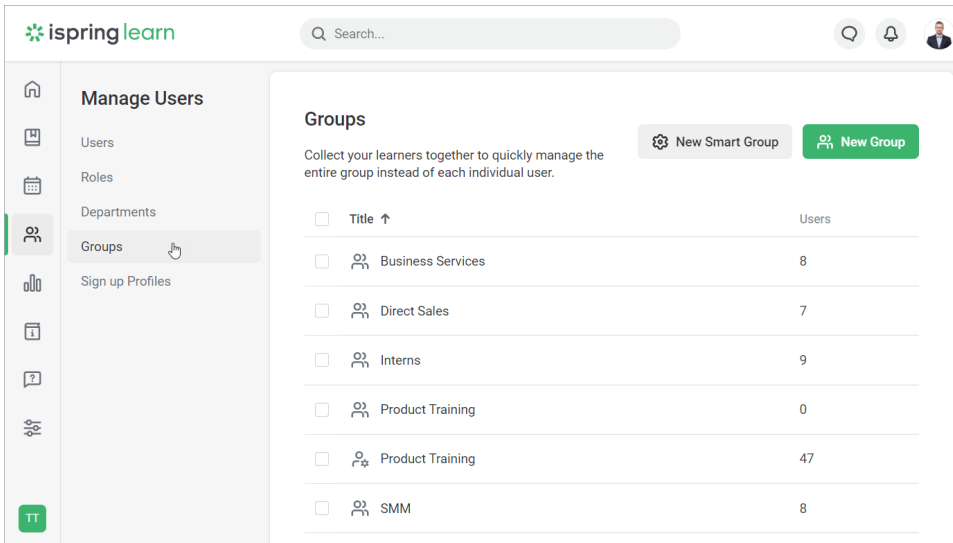 ispring learn
Search...
Manage Users
Users
Roles
Departments
Groups
Sign up Profiles
TT
Groups
Collect your learners together to quickly manage the
entire group instead of each individual user.
New Smart Group
New Group
Title Users
Business Services 8
Direct Sales 7
Interns 9
Product Training 0
Product Training 47
SMM 8